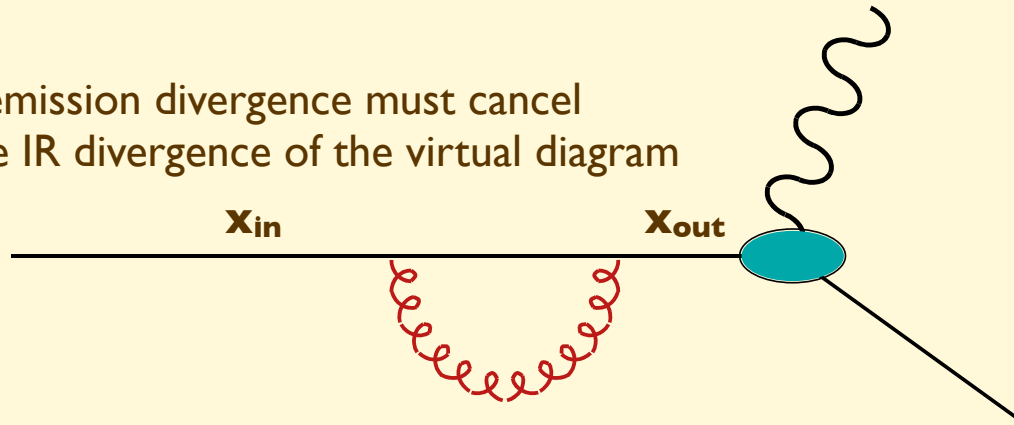 emission divergence must cancel
IR divergence of the virtual diagram
xin xout